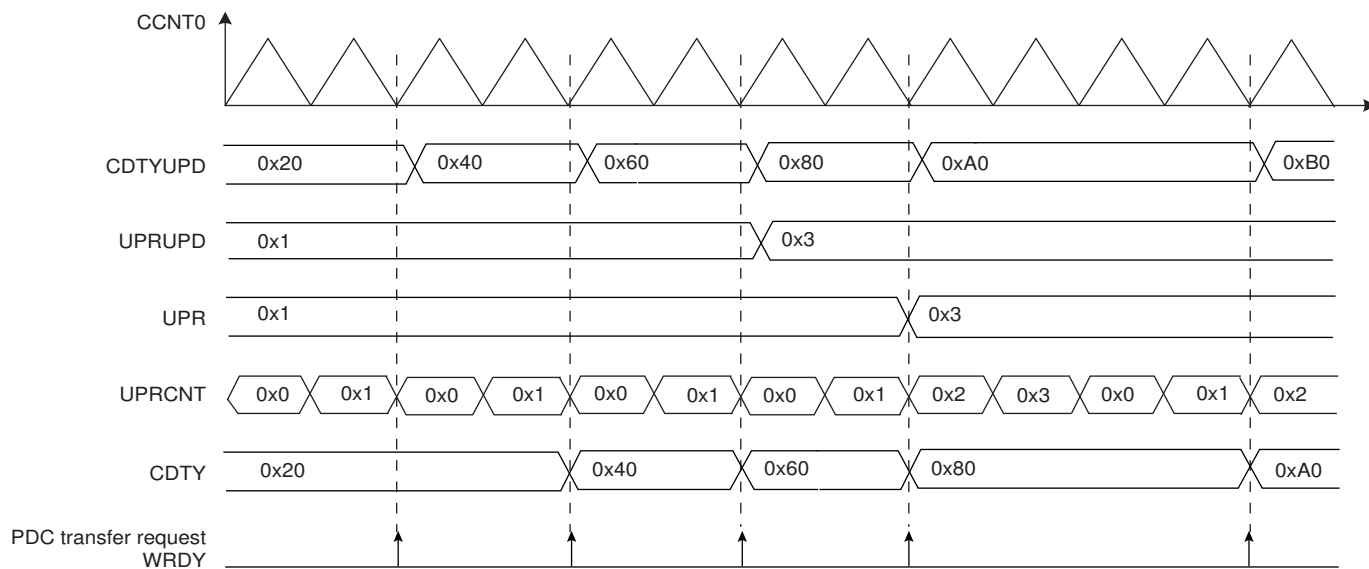 CCNT0
CDTYUPD 0x20 0x40 0x60 0x80 0xA0 0xB0
UPRUPD 0x1 0x3
UPR 0x1 0x3
UPRCNT 0x0 0x1 0x0 0x1 0x0 0x1 0x0 0x1 0x2 0x3 0x0 0x1 0x2
CDTY 0x20 0x40 0x60 0x80 0xA0
PDC transfer request
WRDY